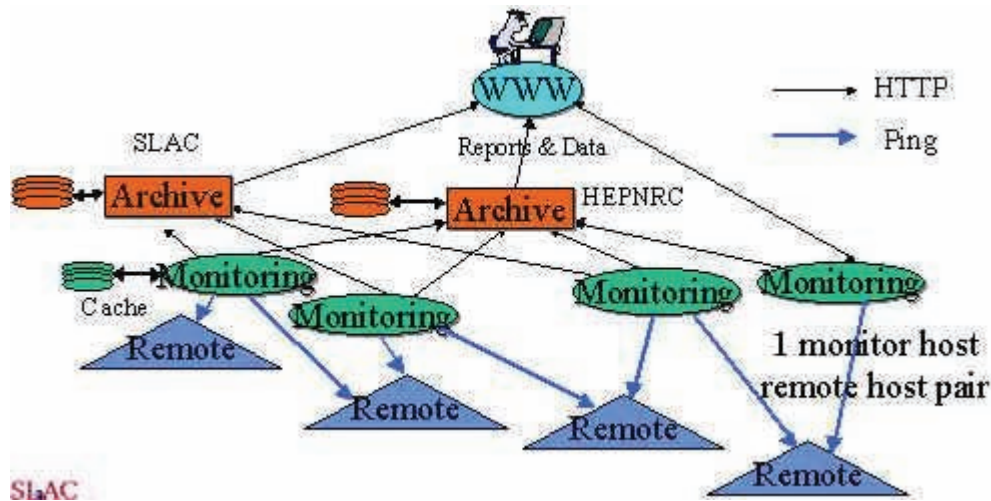 WWW
HTTP
Ping
SLAC
Reports & Data
Archive
Archive
HEPNRC
Monitoring
Monitoring
Monitoring
Monitoring
Cache
Remote
Remote
Remote
Remote
1 monitor host
remote host pair
SLAC